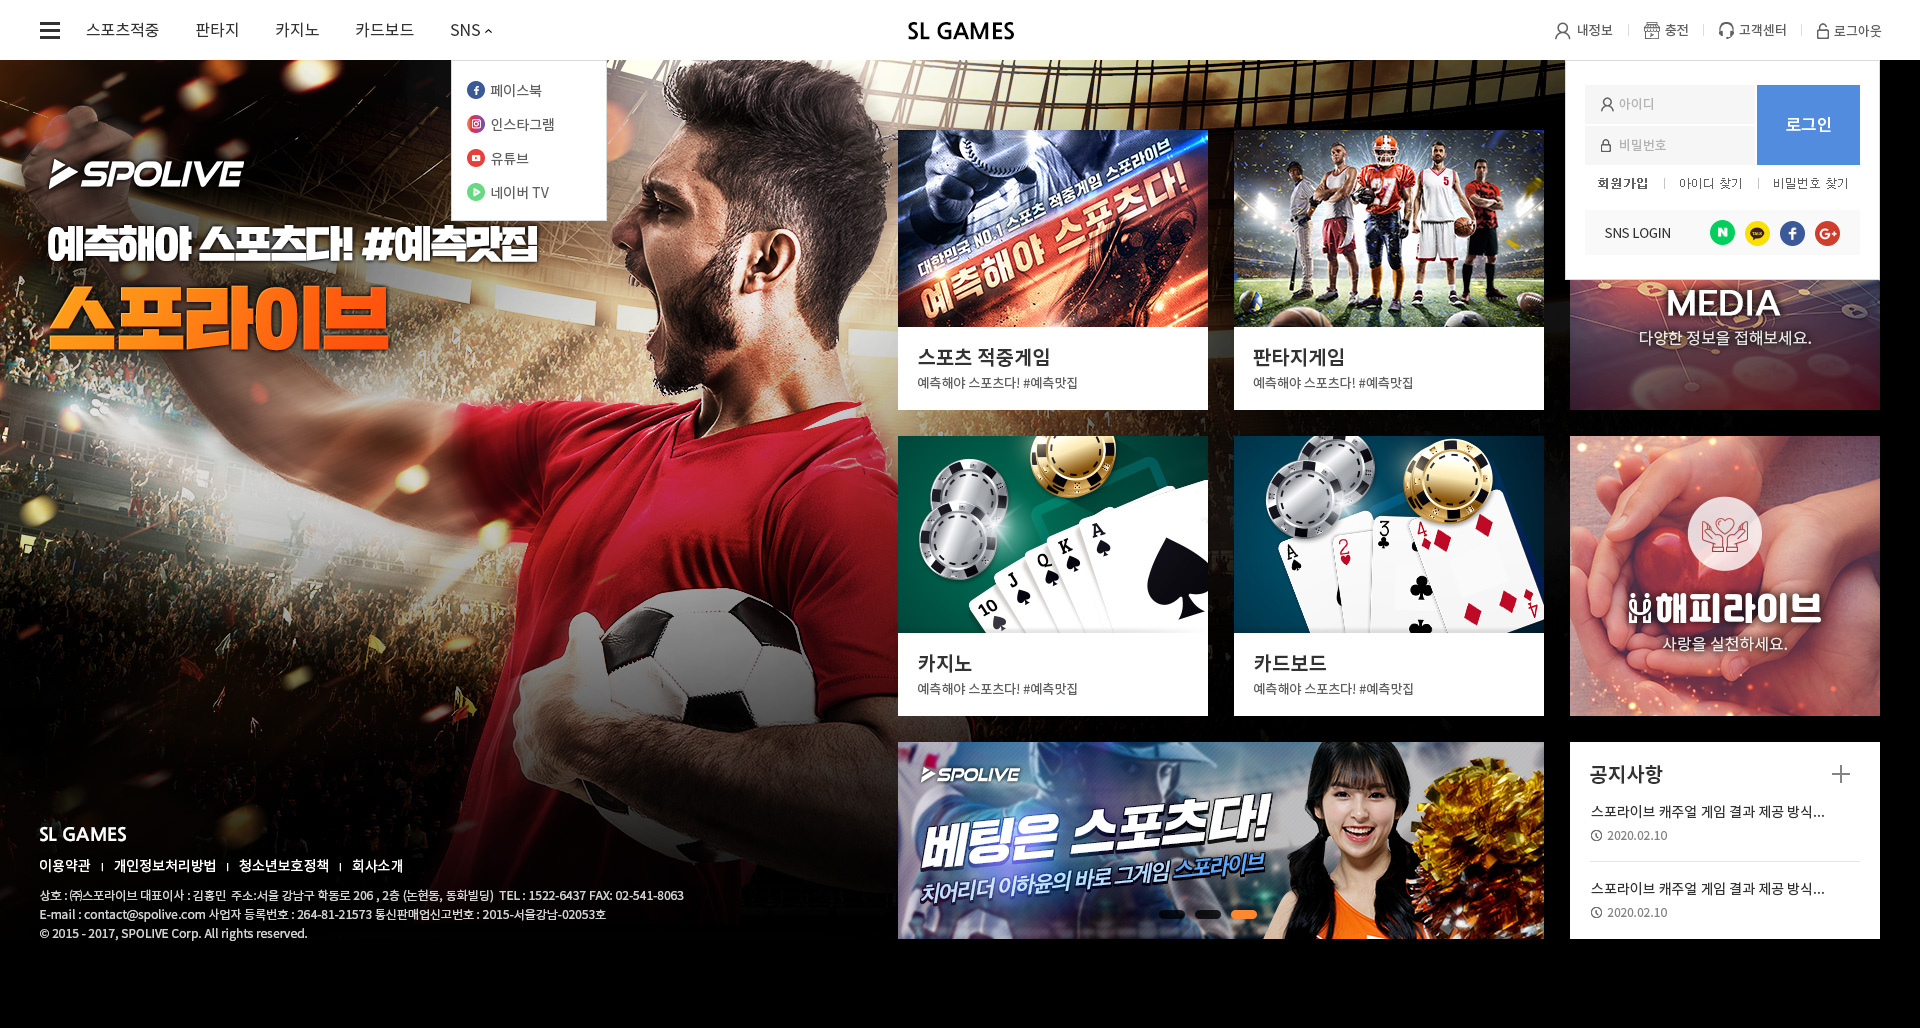 스포츠적중 판타지 카지노 카드보드 SNS
SL GAMES
내정보 충전 고객센터 로그아웃
페이스북
인스타그램
유튜브
네이버 TV
아이디
비밀번호
로그인
회원가입 아이디 찾기 비밀번호 찾기
SNS LOGIN
N TALK f G+
SPOLIVE
예측해야 스포츠다! #예측맛집
스포라이브
대한민국 NO.1 스포츠 적중게임 스포라이브
예측해야 스포츠다!
스포츠 적중게임
예측해야 스포츠다! #예측맛집
판타지게임
예측해야 스포츠다! #예측맛집
MEDIA
다양한 정보을 접해보세요.
10 J Q K A
카지노
예측해야 스포츠다! #예측맛집
A 2 3 4
카드보드
예측해야 스포츠다! #예측맛집
해피라이브
사랑을 실천하세요.
SPOLIVE
베팅은 스포츠다!
치어리더 이하윤의 바로 그게임 스포라이브
공지사항
스포라이브 캐주얼 게임 결과 제공 방식...
2020.02.10
스포라이브 캐주얼 게임 결과 제공 방식...
2020.02.10
SL GAMES
이용약관 개인정보처리방법 청소년보호정책 회사소개
상호 : ㈜스포라이브 대표이사 : 김홍민 주소:서울 강남구 학동로 206 , 2층 (논현동, 동화빌딩) TEL : 1522-6437 FAX: 02-541-8063
E-mail : contact@spolive.com 사업자 등록번호 : 264-81-21573 통신판매업신고번호 : 2015-서울강남-02053호
© 2015 - 2017, SPOLIVE Corp. All rights reserved.